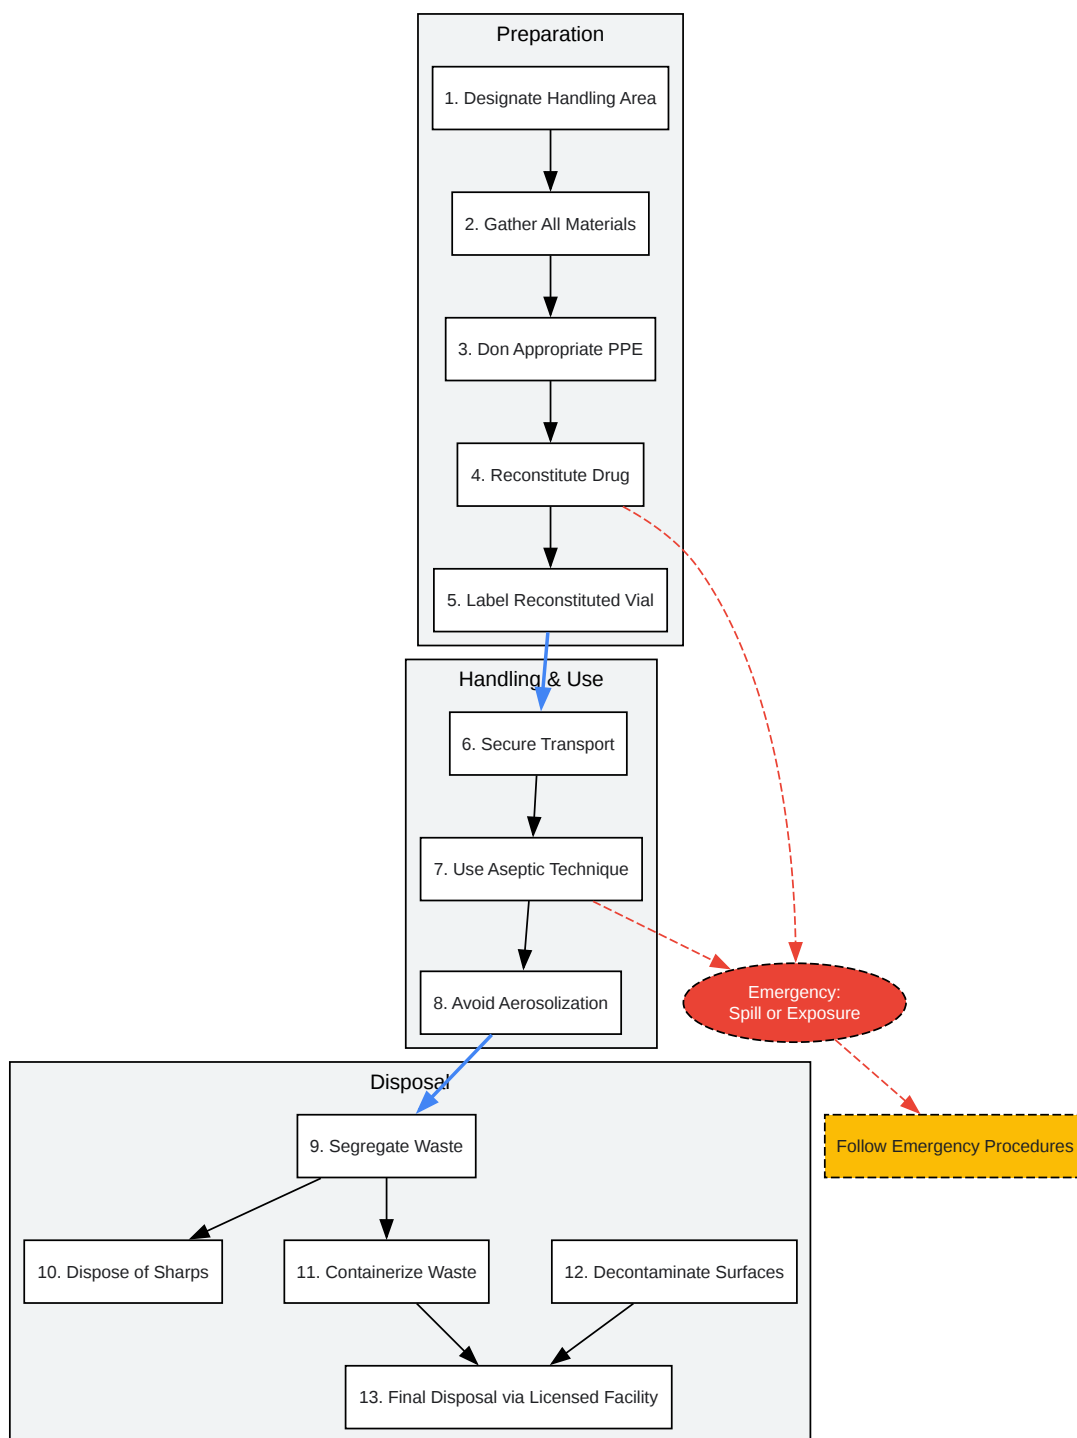 Preparation
1. Designate Handling Area
2. Gather All Materials
3. Don Appropriate PPE
4. Reconstitute Drug
5. Label Reconstituted Vial
Handling & Use
6. Secure Transport
7. Use Aseptic Technique
8. Avoid Aerosolization
Emergency:
Spill or Exposure
Disposal
9. Segregate Waste
Follow Emergency Procedures
10. Dispose of Sharps
11. Containerize Waste
12. Decontaminate Surfaces
13. Final Disposal via Licensed Facility